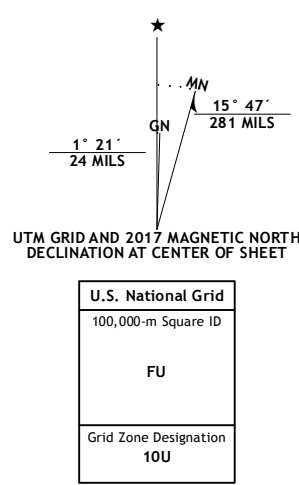 ★
MN
15° 47´
281 MILS
GN
1° 21´
24 MILS
UTM GRID AND 2017 MAGNETIC NORTH
DECLINATION AT CENTER OF SHEET
U.S. National Grid
100,000-m Square ID
FU
Grid Zone Designation
10U